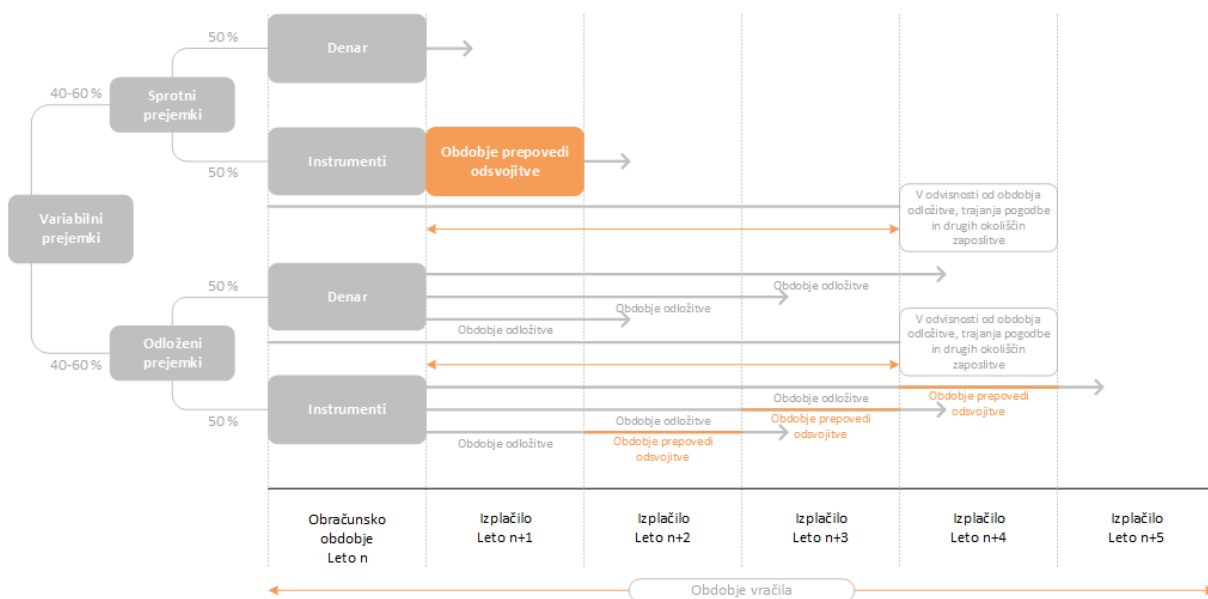 50 %
Denar
40-60 %
Sprotni
prejemki
50 %
Instrumenti
Obdobje prepovedi
odsvojitve
Variabilni
prejemki
V odvisnosti od obdobja
odložitve, trajanja pogodbe
in drugih okoliščin
zaposlitve
50 %
Denar
Obdobje odložitve
Obdobje odložitve
Obdobje odložitve
40-60 %
Odloženi
prejemki
V odvisnosti od obdobja
odložitve, trajanja pogodbe
in drugih okoliščin
zaposlitve
50 %
Instrumenti
Obdobje odložitve
Obdobje prepovedi
odsvojitve
Obdobje odložitve
Obdobje prepovedi
odsvojitve
Obdobje odložitve
Obdobje prepovedi
odsvojitve
Obračunsko
obdobje
Leto n
Izplačilo
Leto n+1
Izplačilo
Leto n+2
Izplačilo
Leto n+3
Izplačilo
Leto n+4
Izplačilo
Leto n+5
Obdobje vračila